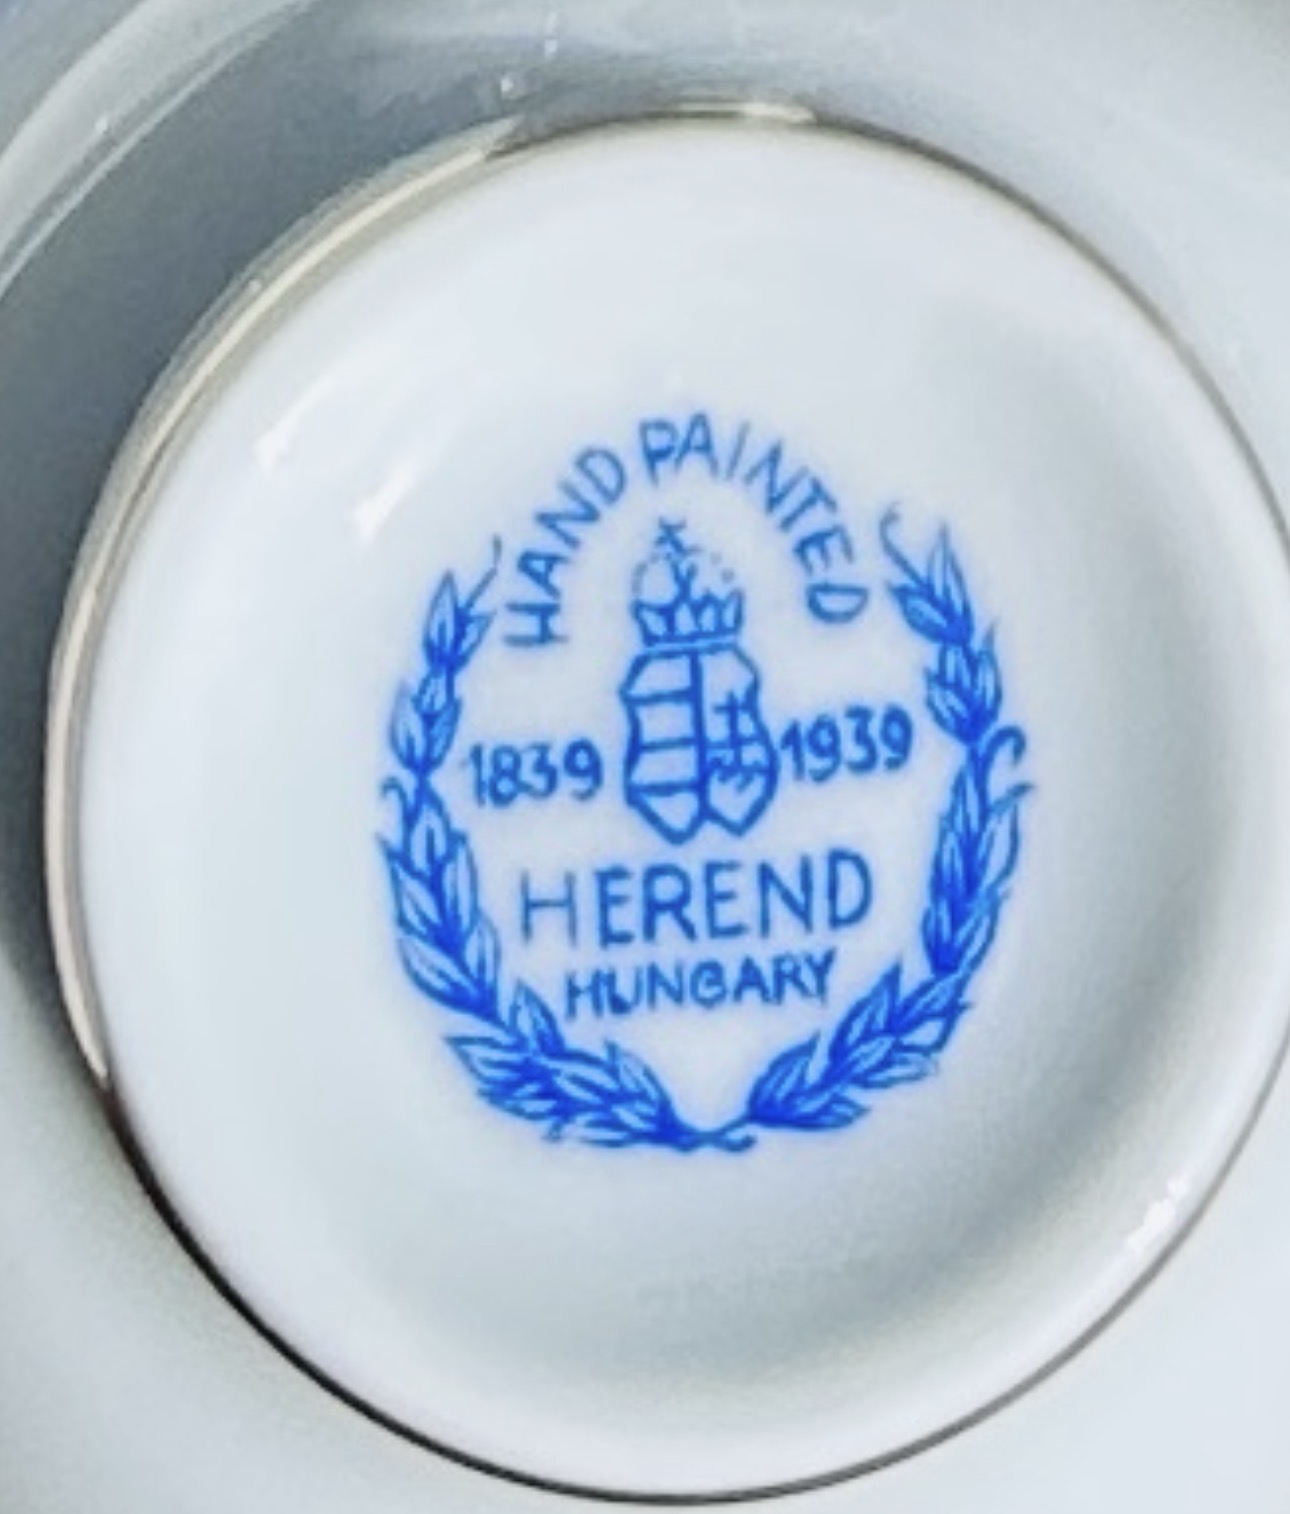 HAND PAINTED
1839 1939
HEREND
HUNGARY